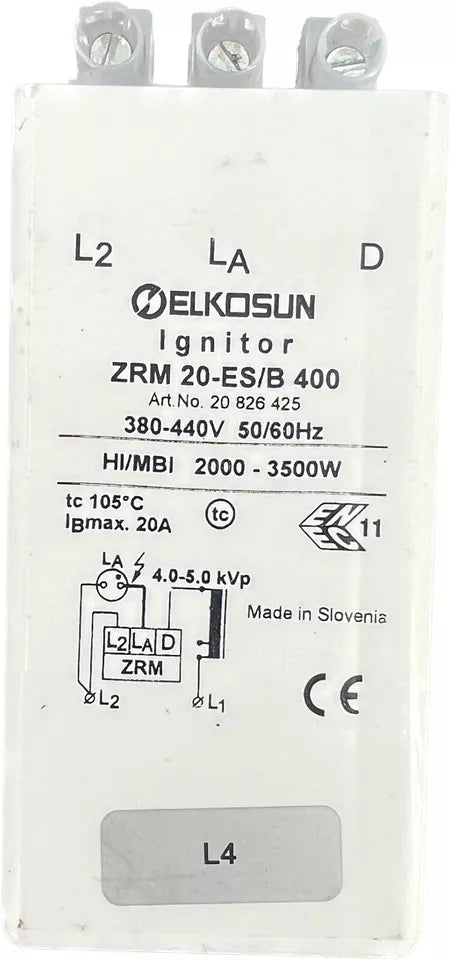 L2 LA D
ELKOSUN
Ignitor
ZRM 20-ES/B 400
Art.No. 20 826 425
380-440V 50/60Hz
HI/MBI 2000 - 3500W
tc 105°C
IBmax. 20A
tc
ENEC 11
LA
4.0-5.0 kVp
L2 LA D
ZRM
L2 L1
Made in Slovenia
CE
L4